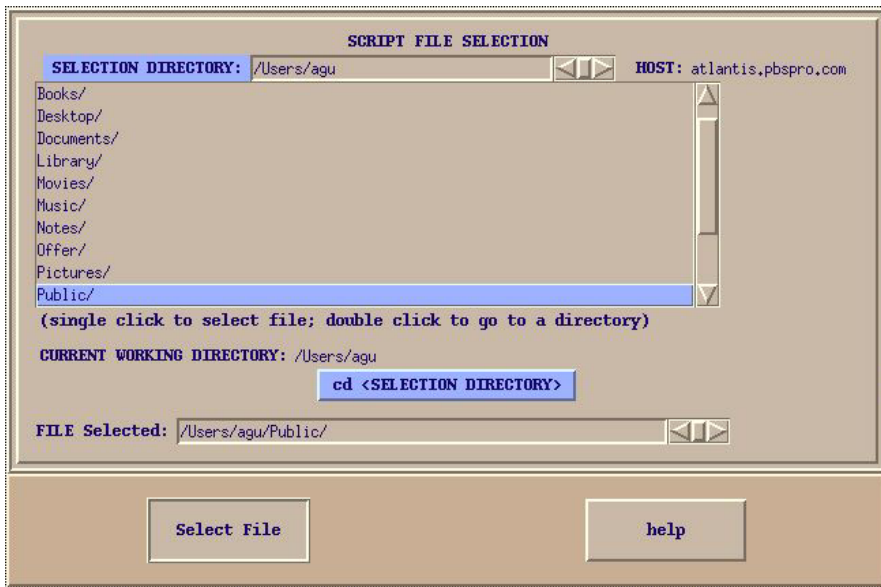 SCRIPT FILE SELECTION
SELECTION DIRECTORY: /Users/agu HOST: atlantis.pbspro.com
Books/
Desktop/
Documents/
Library/
Movies/
Music/
Notes/
Offer/
Pictures/
Public/
(single click to select file; double click to go to a directory)
CURRENT WORKING DIRECTORY: /Users/agu
cd <SELECTION DIRECTORY>
FILE Selected: /Users/agu/Public/
Select File help